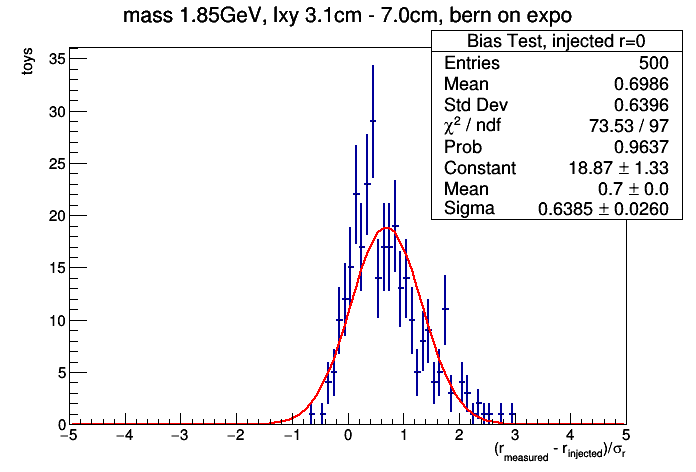 mass 1.85GeV, lxy 3.1cm - 7.0cm, bern on expo
Bias Test, injected r=0
Entries 500
Mean 0.6986
Std Dev 0.6396
χ² / ndf 73.53 / 97
Prob 0.9637
Constant 18.87 ± 1.33
Mean 0.7 ± 0.0
Sigma 0.6385 ± 0.0260
toys
35
30
25
20
15
10
5
0
−5 −4 −3 −2 −1 0 1 2 3 4 5
(r_measured - r_injected)/σ_r